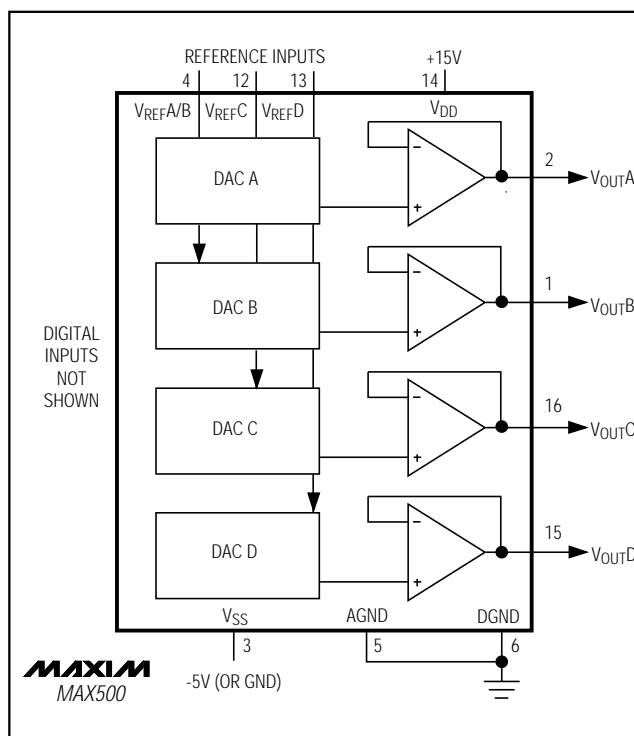 REFERENCE INPUTS
+15V
4 12 13 14
VREFA/B VREFC VREFD VDD
DAC A
- +
2 VOUTA
DAC B
- +
1 VOUTB
DIGITAL
INPUTS
NOT
SHOWN
DAC C
- +
16 VOUTC
DAC D
- +
15 VOUTD
VSS AGND DGND
3 5 6
MAXIM
MAX500
-5V (OR GND)